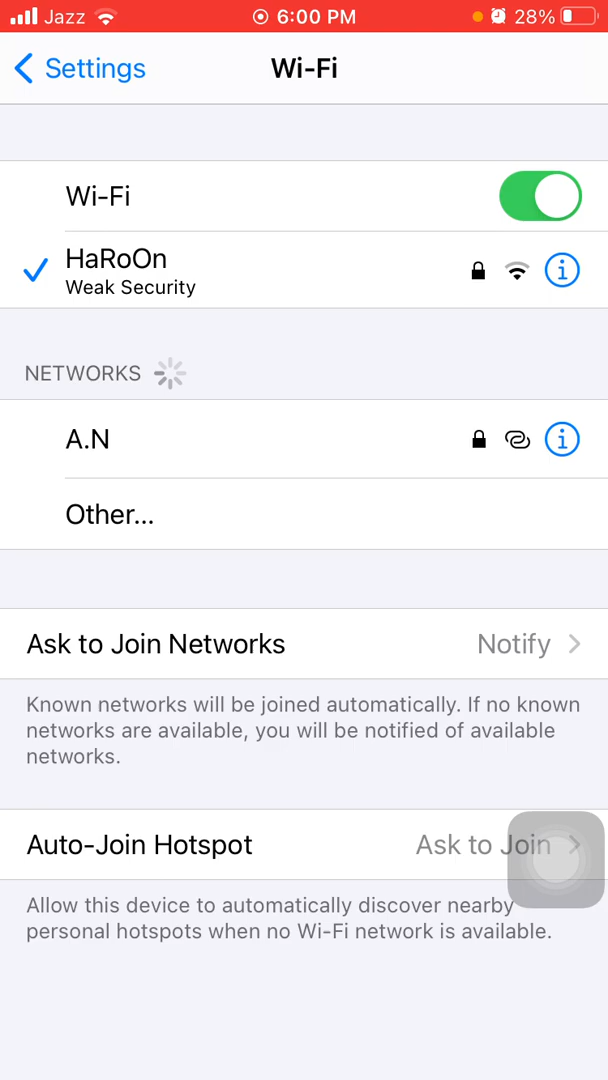 Jazz 6:00 PM 28%
Settings Wi-Fi
Wi-Fi
HaRoOn
Weak Security
NETWORKS
A.N
Other...
Ask to Join Networks Notify
Known networks will be joined automatically. If no known
networks are available, you will be notified of available
networks.
Auto-Join Hotspot Ask to Join
Allow this device to automatically discover nearby
personal hotspots when no Wi-Fi network is available.